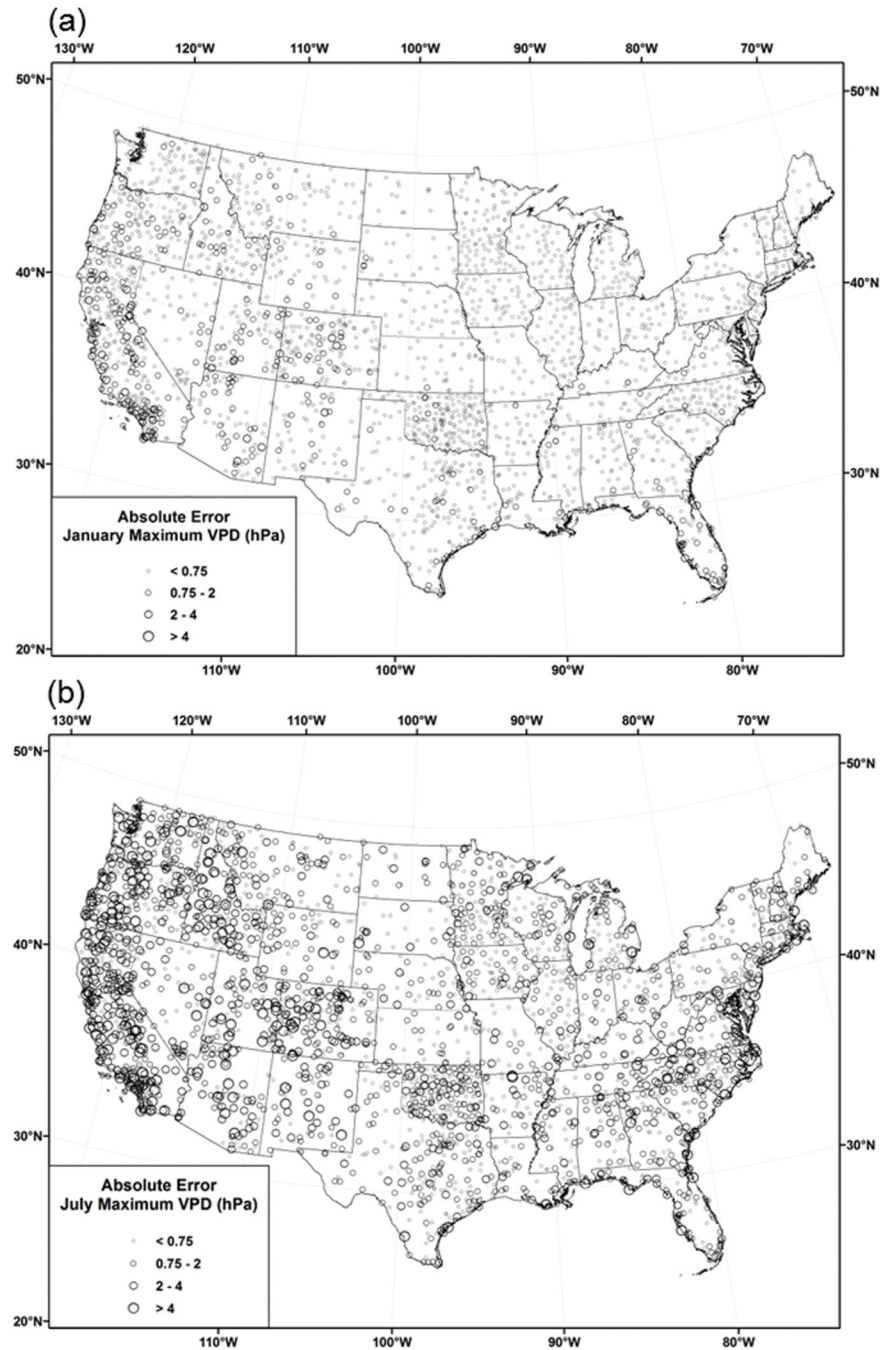 (a)
130°W 120°W 110°W 100°W 90°W 80°W 70°W
50°N 50°N
40°N 40°N
30°N 30°N
Absolute Error
January Maximum VPD (hPa)
< 0.75
0.75 - 2
2 - 4
> 4
20°N
110°W 100°W 90°W 80°W
(b)
130°W 120°W 110°W 100°W 90°W 80°W 70°W
50°N 50°N
40°N 40°N
30°N 30°N
Absolute Error
July Maximum VPD (hPa)
< 0.75
0.75 - 2
2 - 4
> 4
20°N
110°W 100°W 90°W 80°W